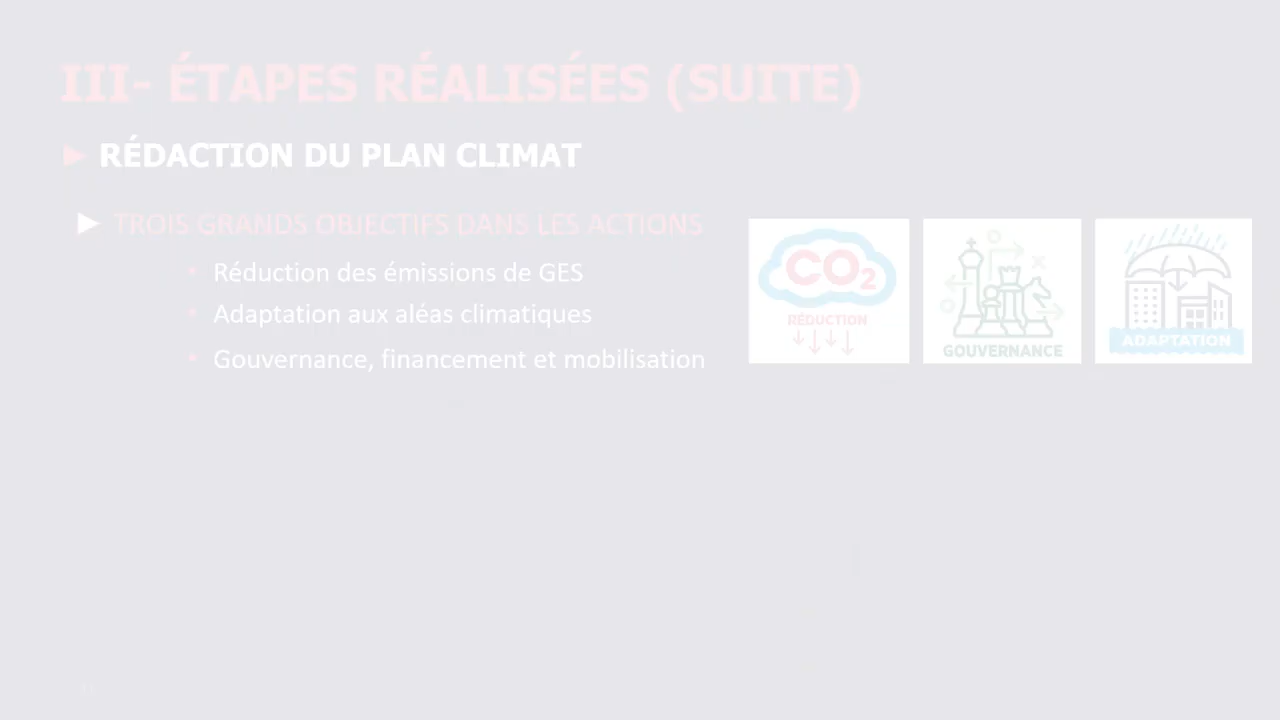 III- ÉTAPES RÉALISÉES (SUITE)
► RÉDACTION DU PLAN CLIMAT
► TROIS GRANDS OBJECTIFS DANS LES ACTIONS
• Réduction des émissions de GES
• Adaptation aux aléas climatiques
• Gouvernance, financement et mobilisation
CO2
RÉDUCTION
GOUVERNANCE
ADAPTATION